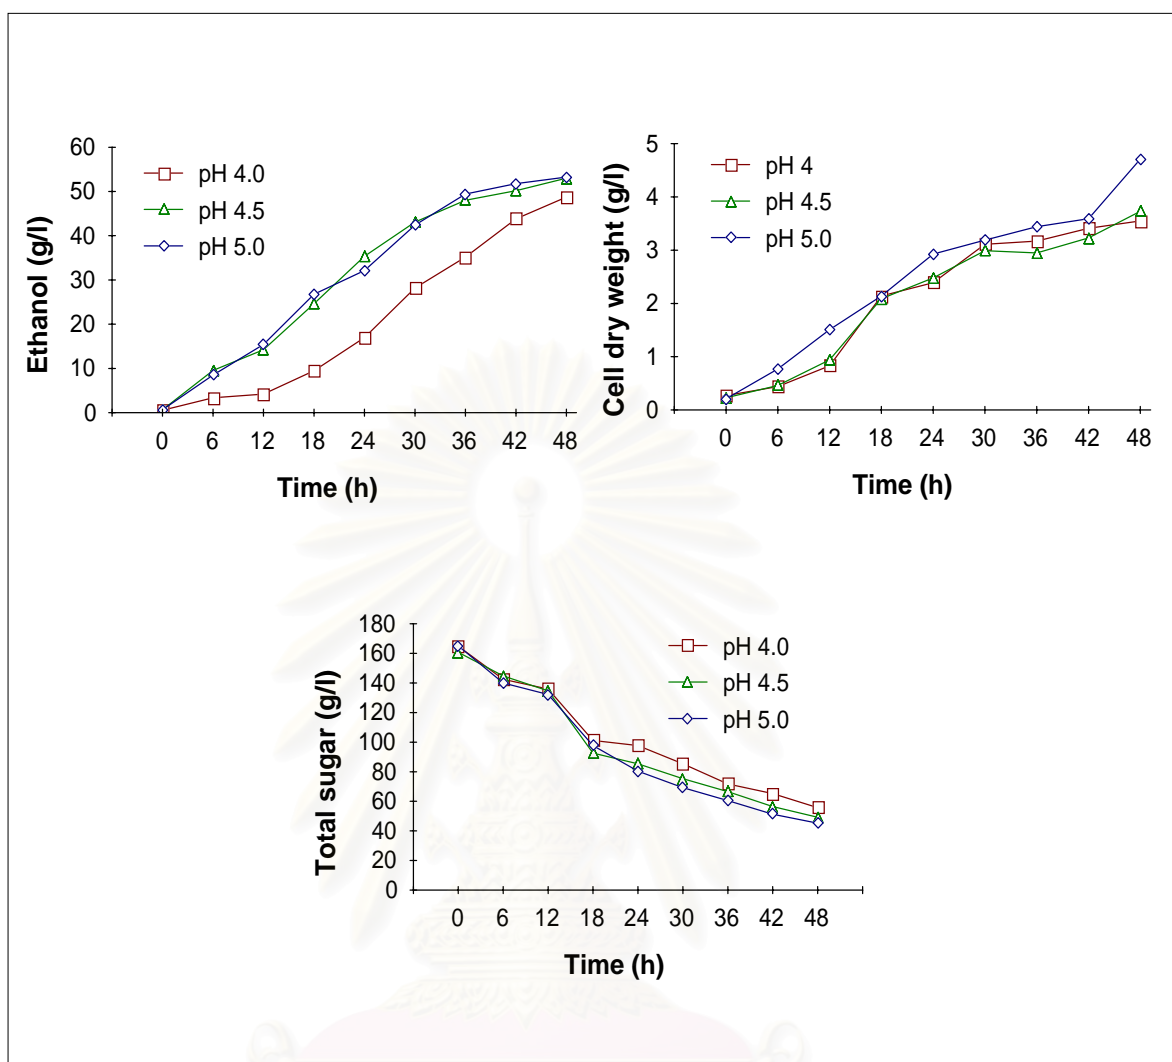 Ethanol (g/l)
60
50
40
30
20
10
0
pH 4.0
pH 4.5
pH 5.0
0 6 12 18 24 30 36 42 48
Time (h)
Cell dry weight (g/l)
5
4
3
2
1
0
pH 4
pH 4.5
pH 5.0
0 6 12 18 24 30 36 42 48
Time (h)
Total sugar (g/l)
180
160
140
120
100
80
60
40
20
0
pH 4.0
pH 4.5
pH 5.0
0 6 12 18 24 30 36 42 48
Time (h)